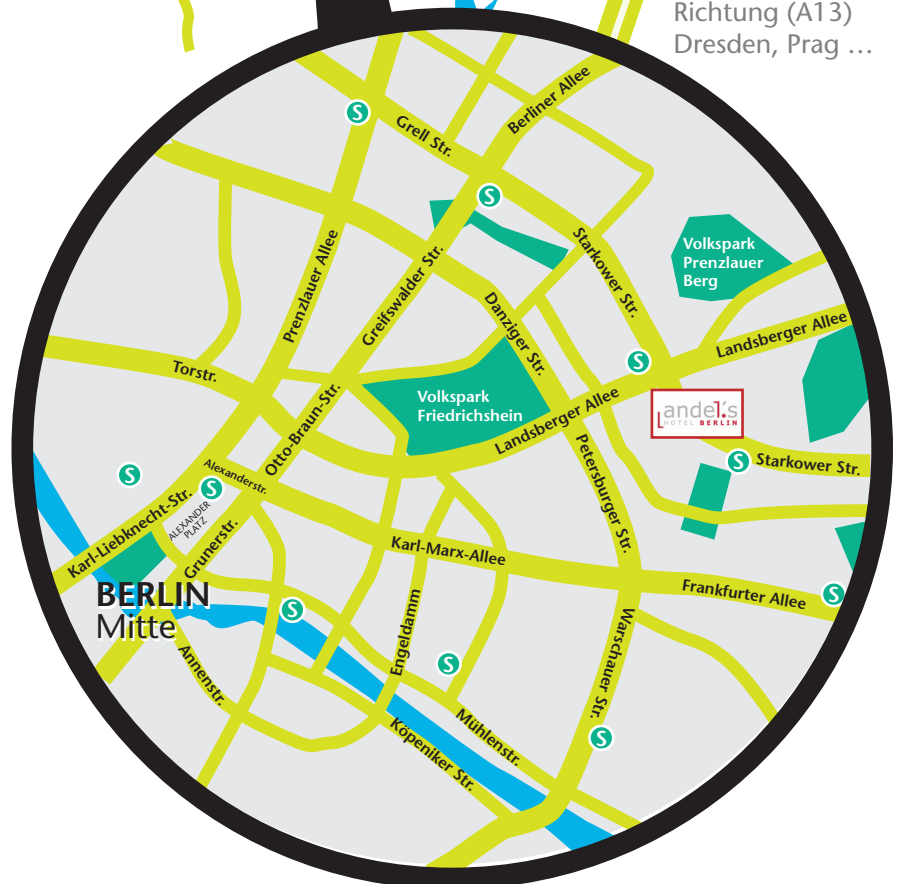 Richtung (A13)
Dresden, Prag ...
Berliner Allee
S
Grell Str.
S
Starkower Str.
Volkspark
Prenzlauer
Berg
Prenzlauer Allee
Greifswalder Str.
Danziger Str.
Landsberger Allee
Torstr.
S
Volkspark
Friedrichshein
Landsberger Allee
andel's
HOTEL BERLIN
Otto-Braun-Str.
Petersburger Str.
S
Starkower Str.
S
Alexanderstr.
S
Karl-Liebknecht-Str.
ALEXANDER
PLATZ
Grunerstr.
Karl-Marx-Allee
Frankfurter Allee
S
BERLIN
Mitte
S
Engeldamm
Warschauer Str.
Annenstr.
S
Mühlenstr.
Köpeniker Str.
S